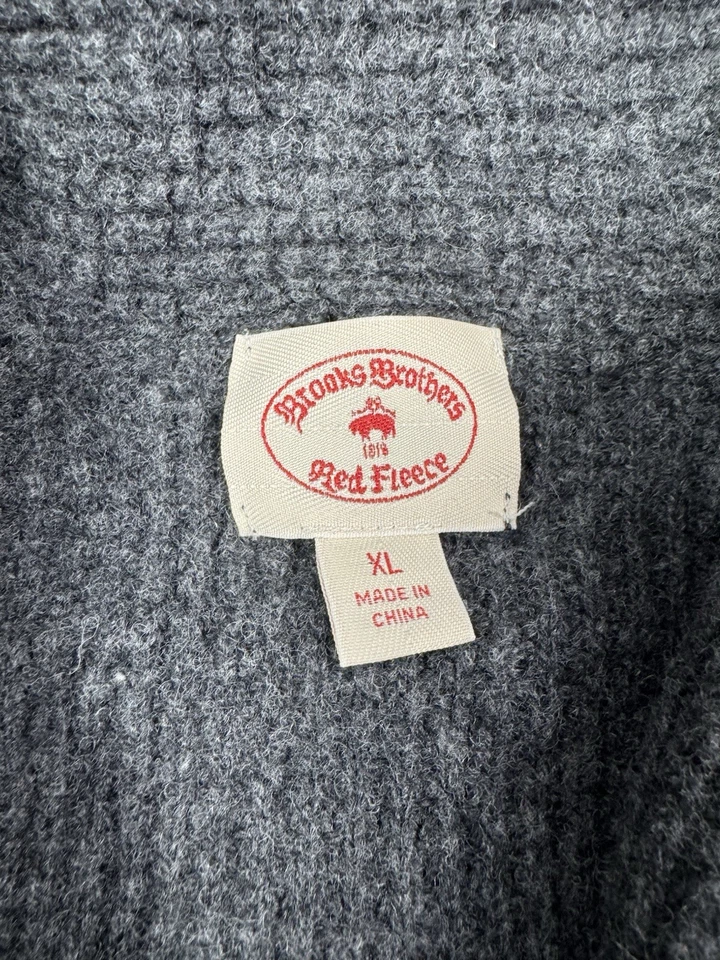 Brooks Brothers
1818
Red Fleece
XL
MADE IN
CHINA